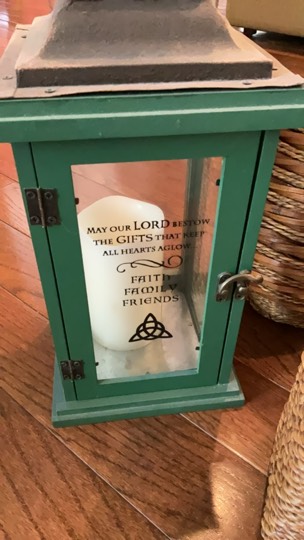 MAY OUR LORD BESTOW
THE GIFTS THAT KEEP
ALL HEARTS AGLOW...
FAITH
FAMILY
FRIENDS